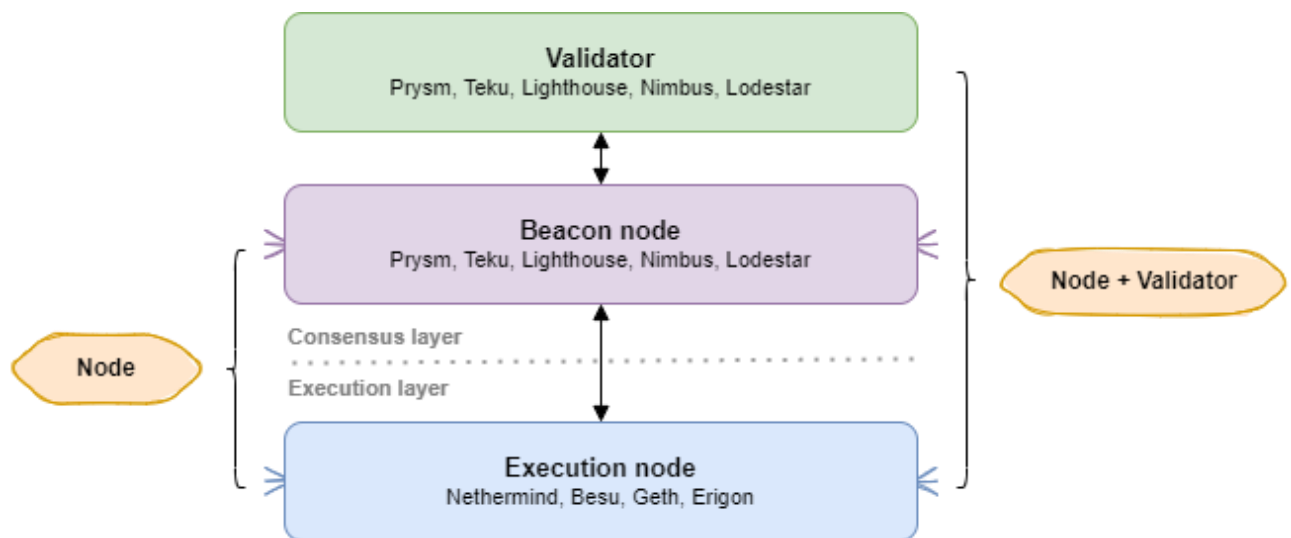 Validator
Prysm, Teku, Lighthouse, Nimbus, Lodestar
Beacon node
Prysm, Teku, Lighthouse, Nimbus, Lodestar
Node + Validator
Consensus layer
Node
Execution layer
Execution node
Nethermind, Besu, Geth, Erigon